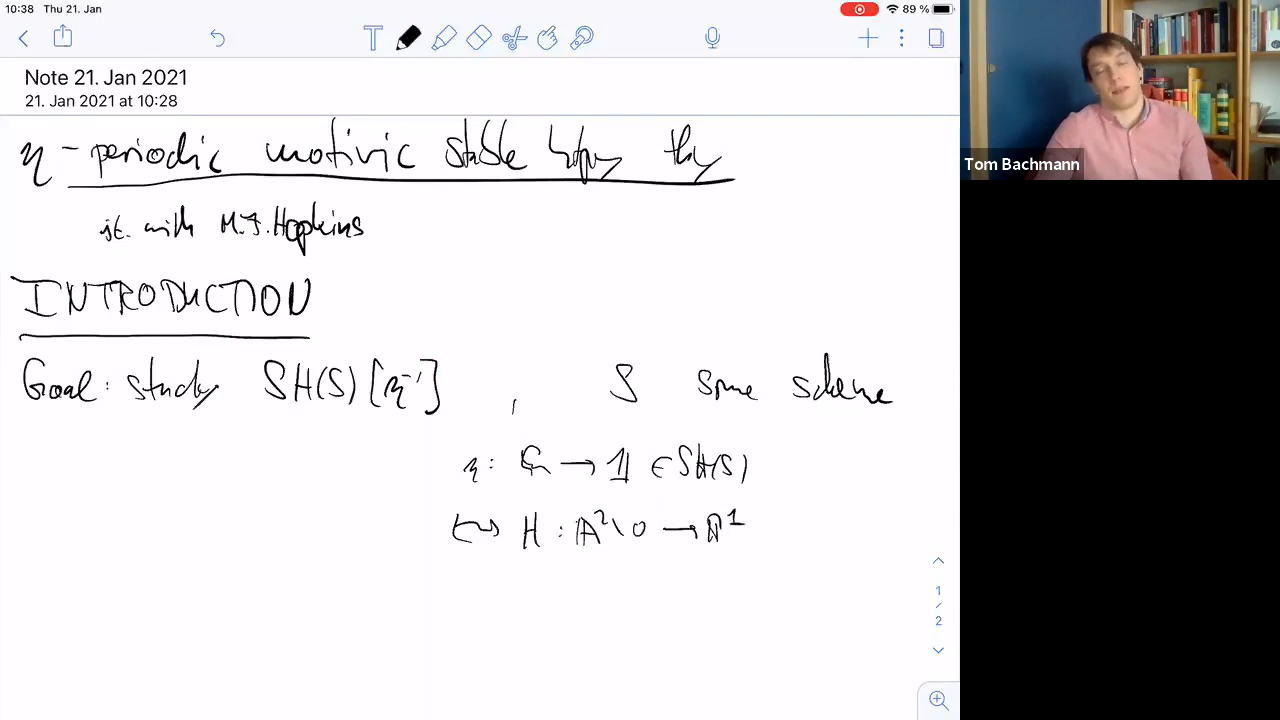 10:38 Thu 21. Jan 89 %
Note 21. Jan 2021
21. Jan 2021 at 10:28
η-periodic motivic stable htpy thy
jt. with M.J. Hopkins
INTRODUCTION
Goal: study SH(S)[η⁻¹] , S some scheme
η: 𝔾ₘ → 𝟙 ∈ SH(S)
↔ H : 𝔸²\0 → ℙ¹
1
/
2
Tom Bachmann